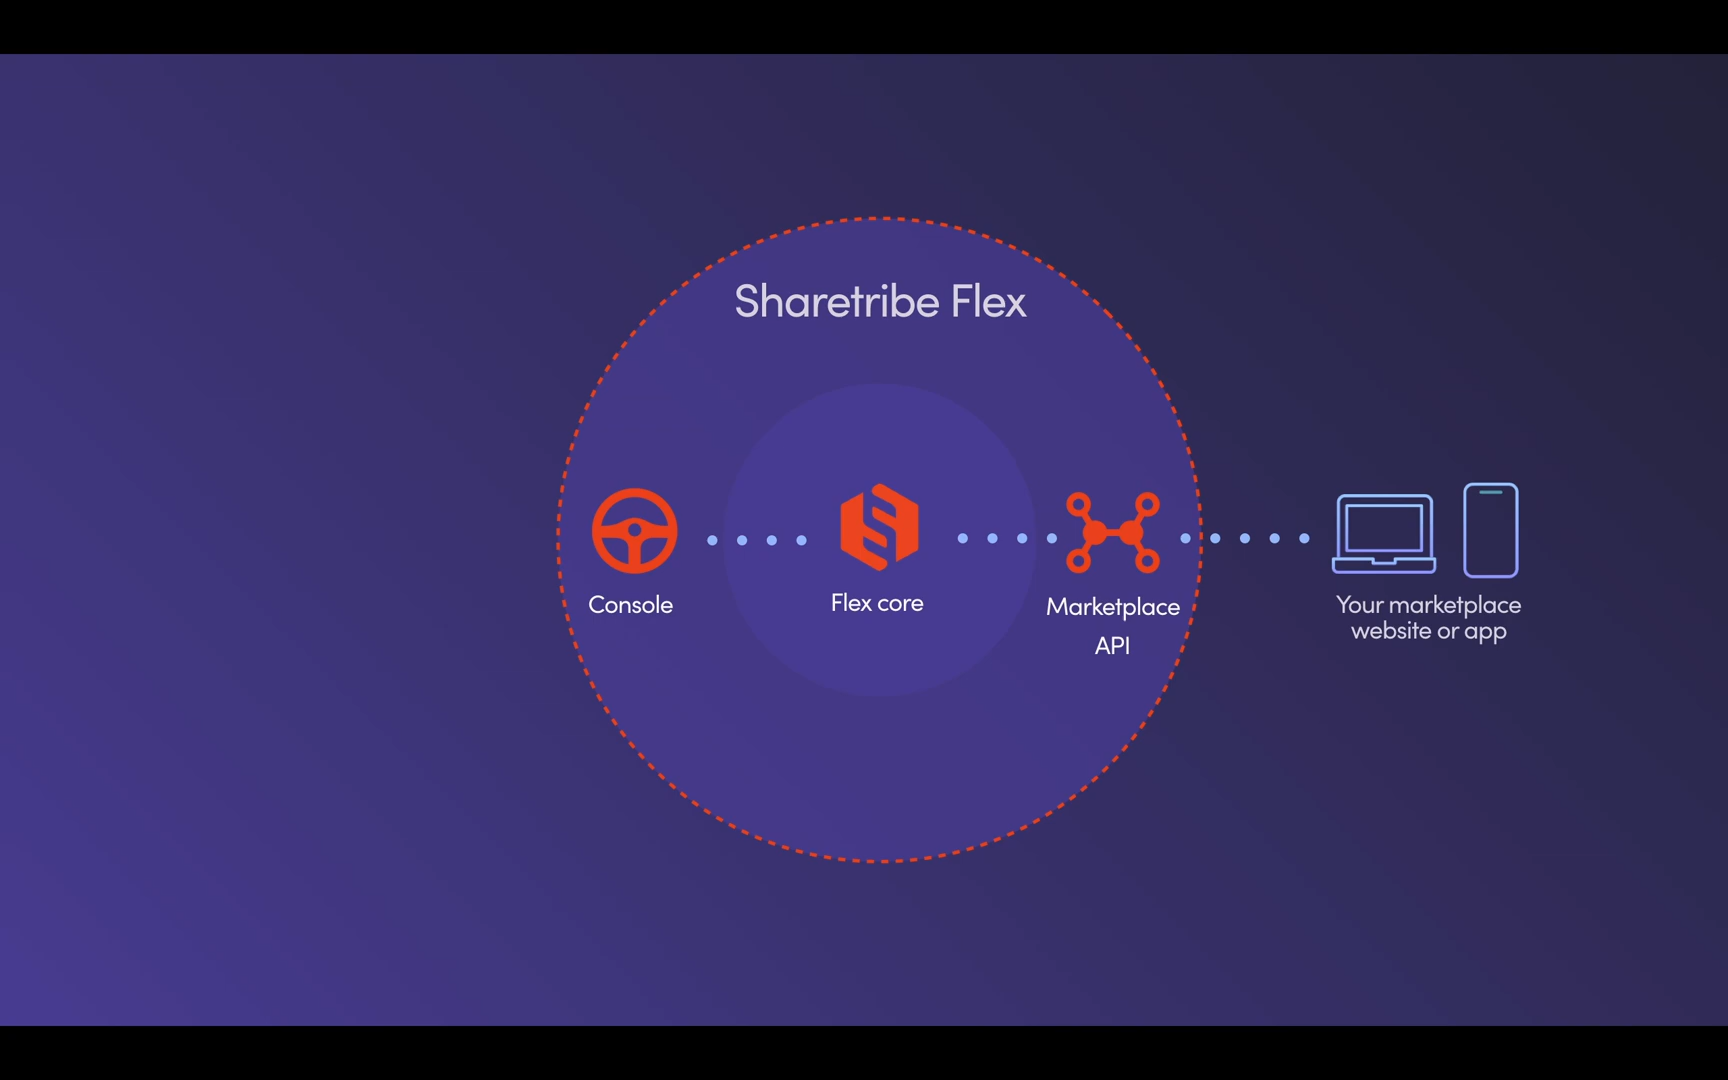 Sharetribe Flex
Console
Flex core
Marketplace
API
Your marketplace
website or app